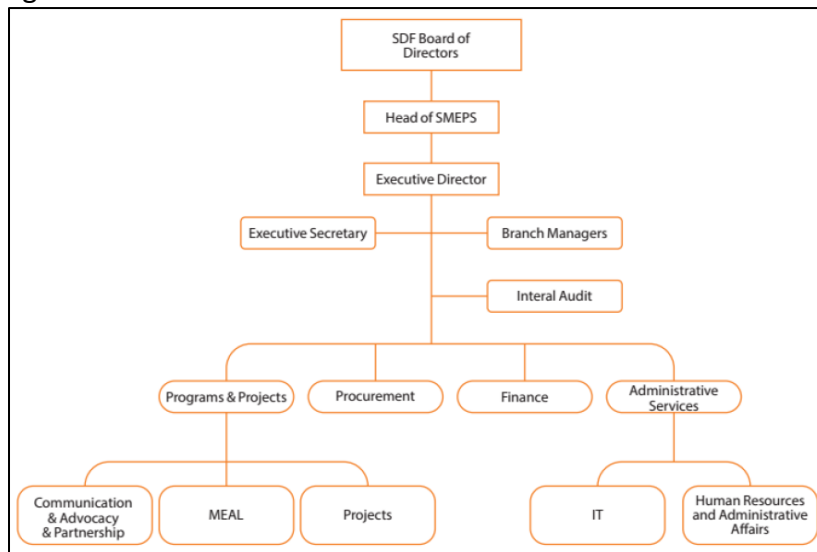 SDF Board of
Directors
Head of SMEPS
Executive Director
Executive Secretary
Branch Managers
Interal Audit
Programs & Projects
Procurement
Finance
Administrative
Services
Communication
& Advocacy
& Partnership
MEAL
Projects
IT
Human Resources
and Administrative
Affairs